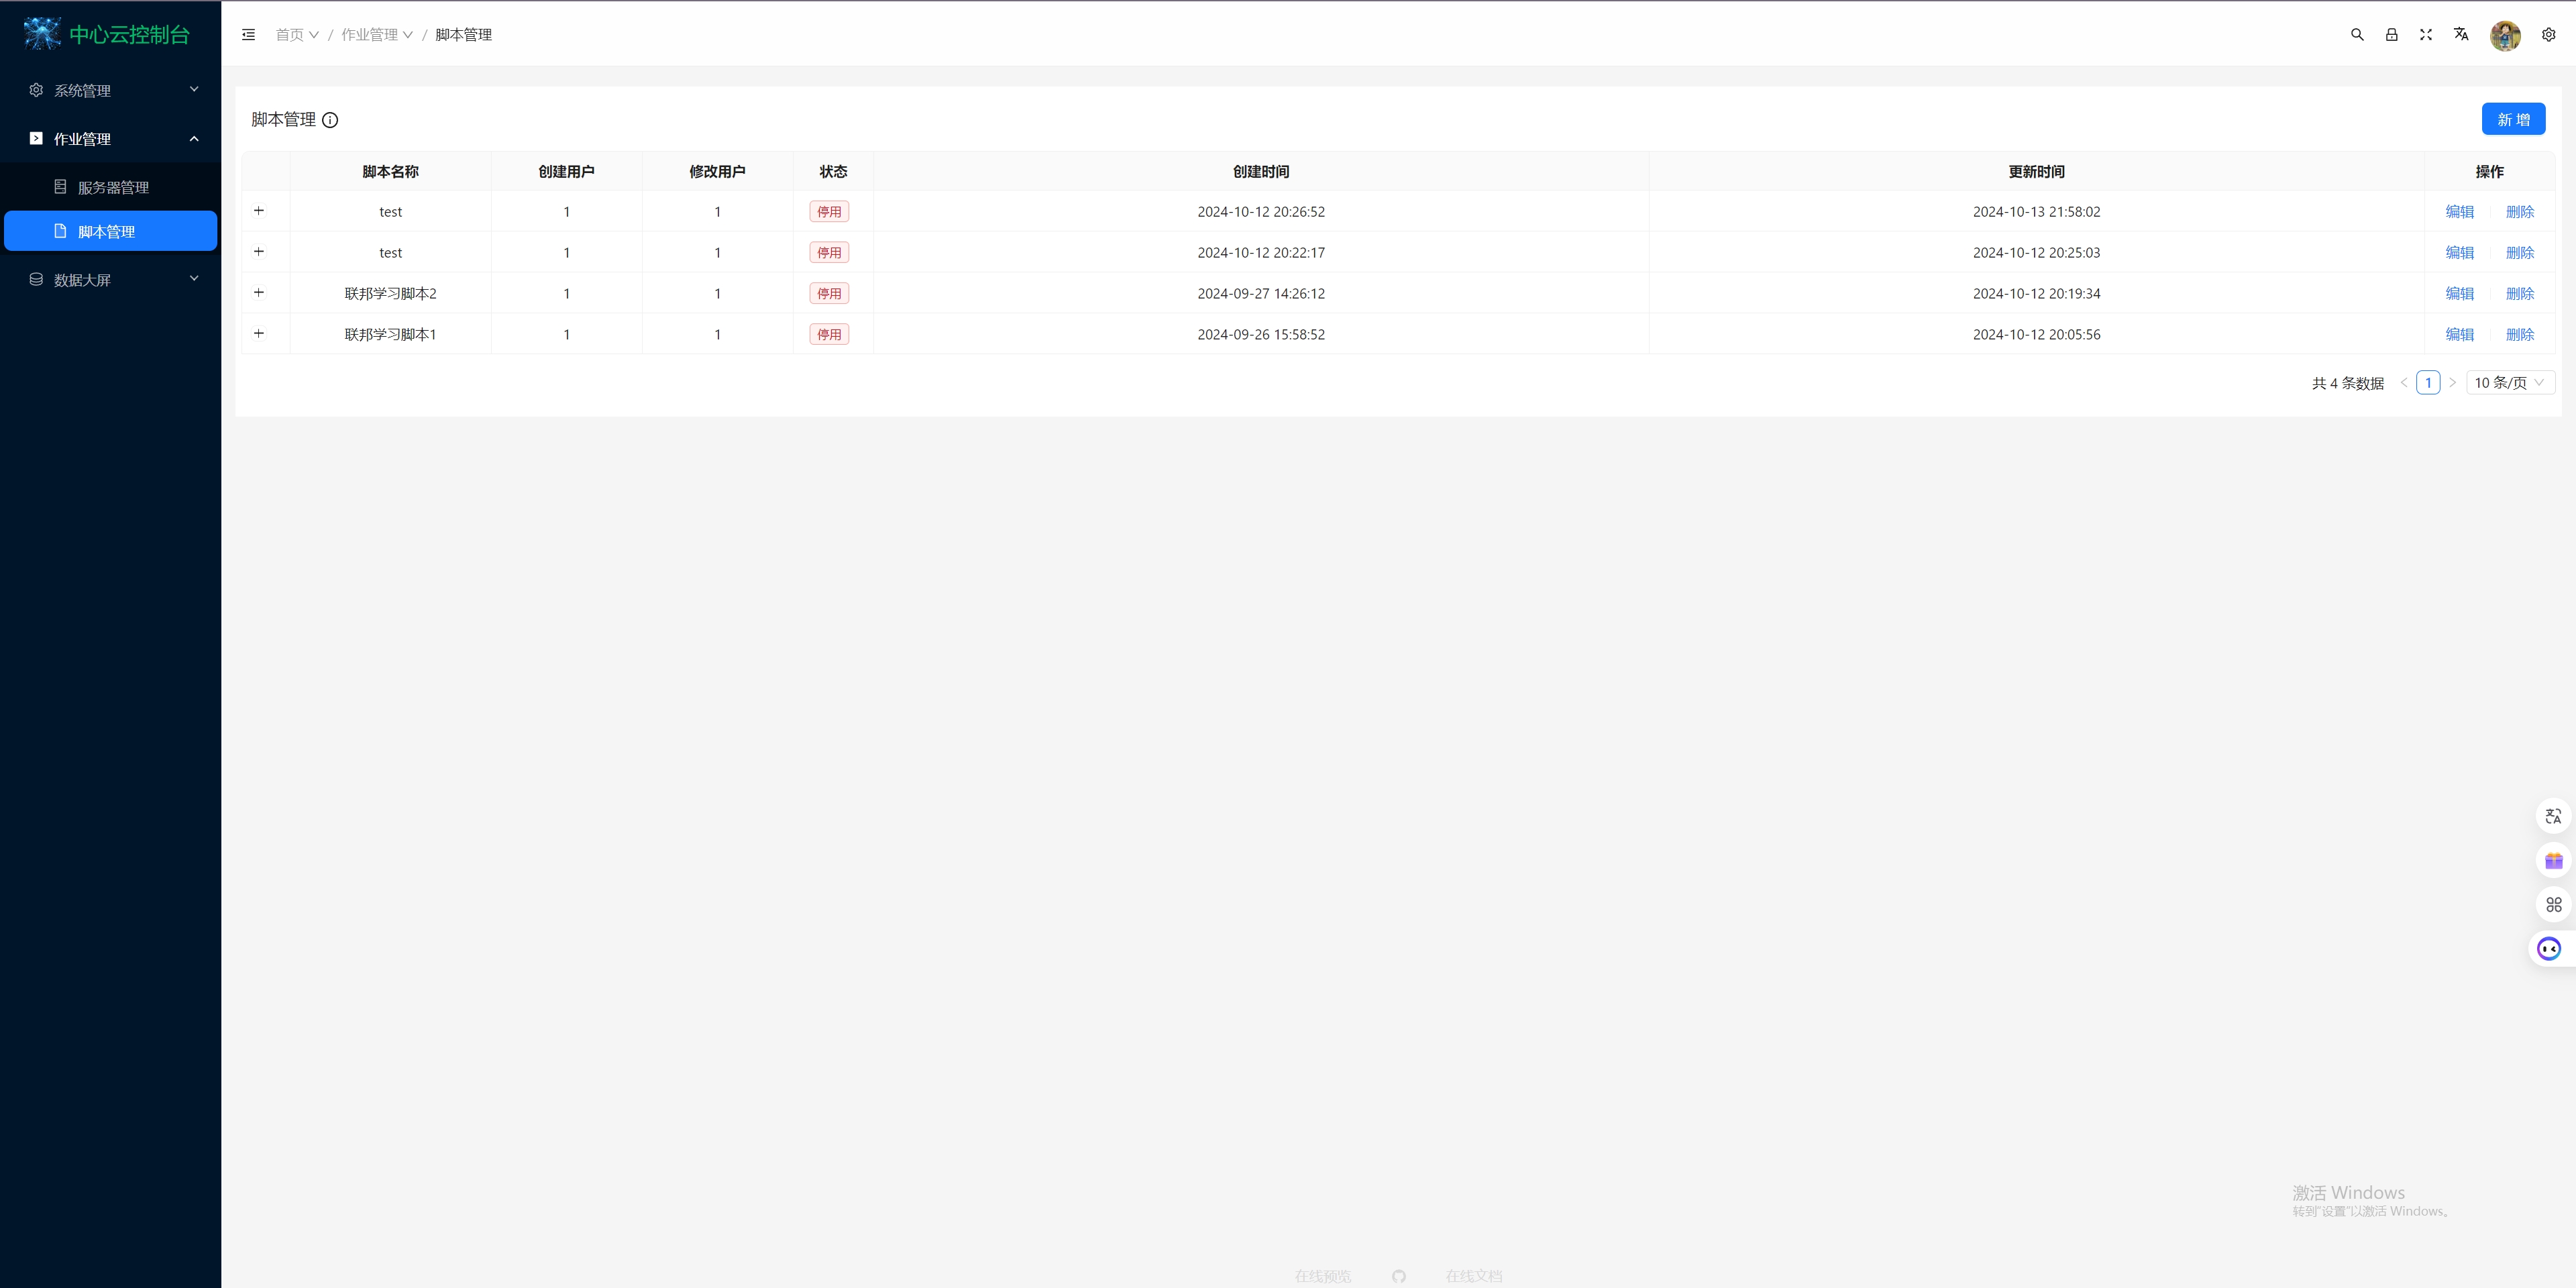 中心云控制台
系统管理
作业管理
服务器管理
脚本管理
数据大屏
首页 / 作业管理 / 脚本管理
脚本管理
新 增
脚本名称 创建用户 修改用户 状态 创建时间 更新时间 操作
test 1 1 停用 2024-10-12 20:26:52 2024-10-13 21:58:02 编辑 删除
test 1 1 停用 2024-10-12 20:22:17 2024-10-12 20:25:03 编辑 删除
联邦学习脚本2 1 1 停用 2024-09-27 14:26:12 2024-10-12 20:19:34 编辑 删除
联邦学习脚本1 1 1 停用 2024-09-26 15:58:52 2024-10-12 20:05:56 编辑 删除
共 4 条数据 < 1 > 10 条/页
激活 Windows
转到"设置"以激活 Windows。
在线预览 在线文档